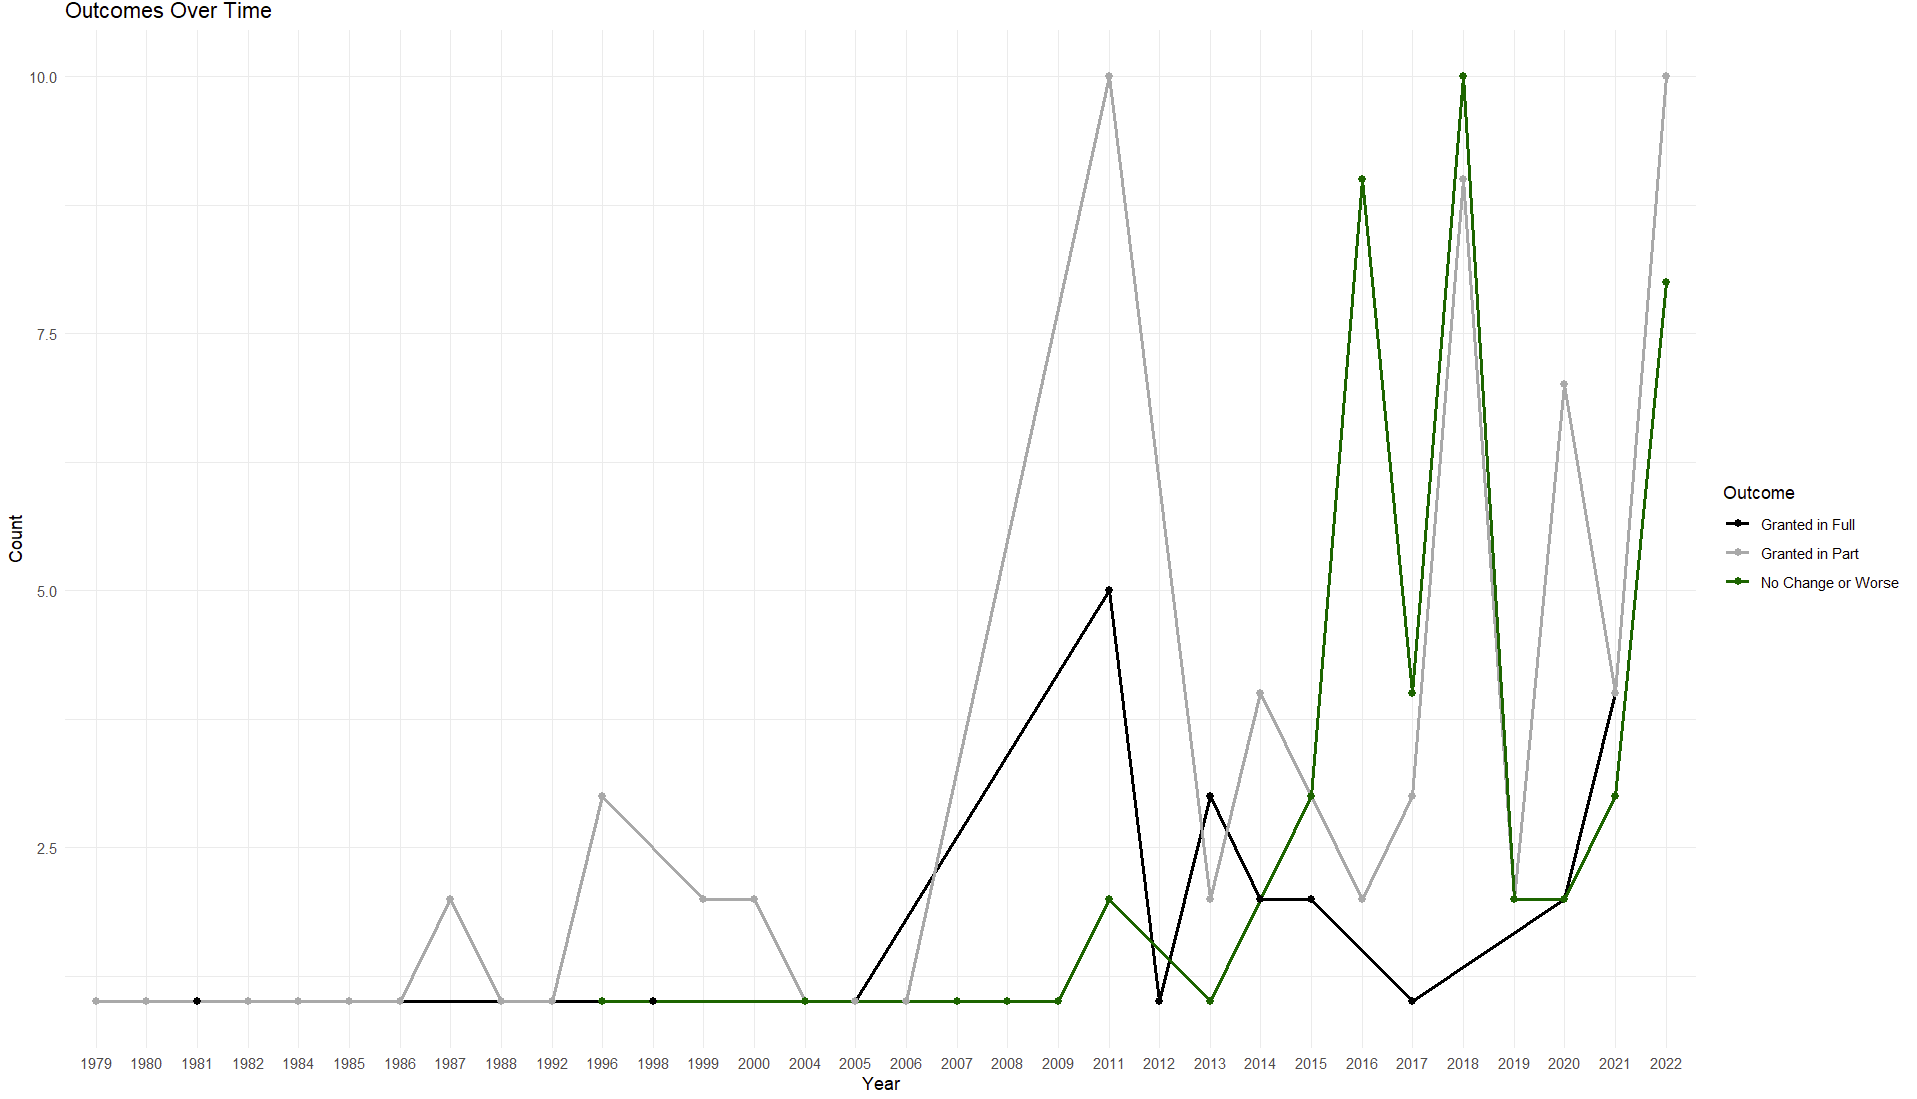 Outcomes Over Time
10.0
7.5
5.0
2.5
Count
1979 1980 1981 1982 1984 1985 1986 1987 1988 1992 1996 1998 1999 2000 2004 2005 2006 2007 2008 2009 2011 2012 2013 2014 2015 2016 2017 2018 2019 2020 2021 2022
Year
Outcome
Granted in Full
Granted in Part
No Change or Worse